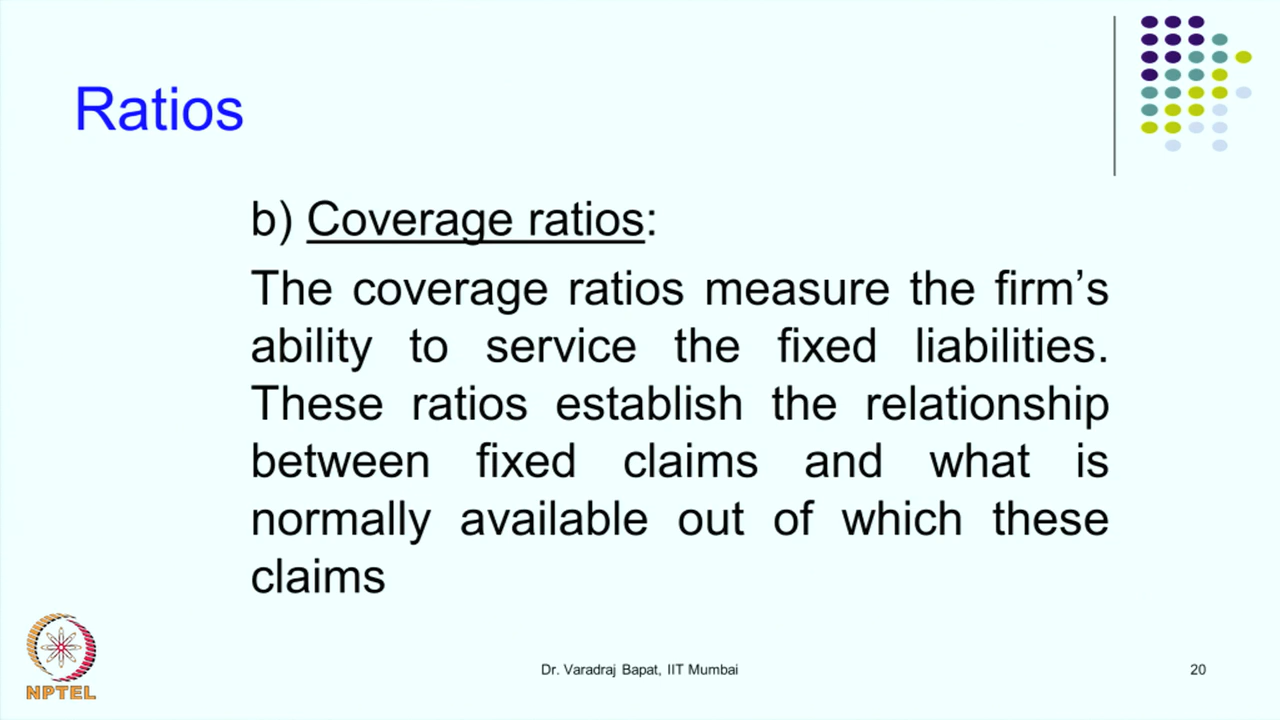 Ratios
b) Coverage ratios:
The coverage ratios measure the firm’s
ability to service the fixed liabilities.
These ratios establish the relationship
between fixed claims and what is
normally available out of which these
claims
NPTEL
Dr. Varadraj Bapat, IIT Mumbai
20